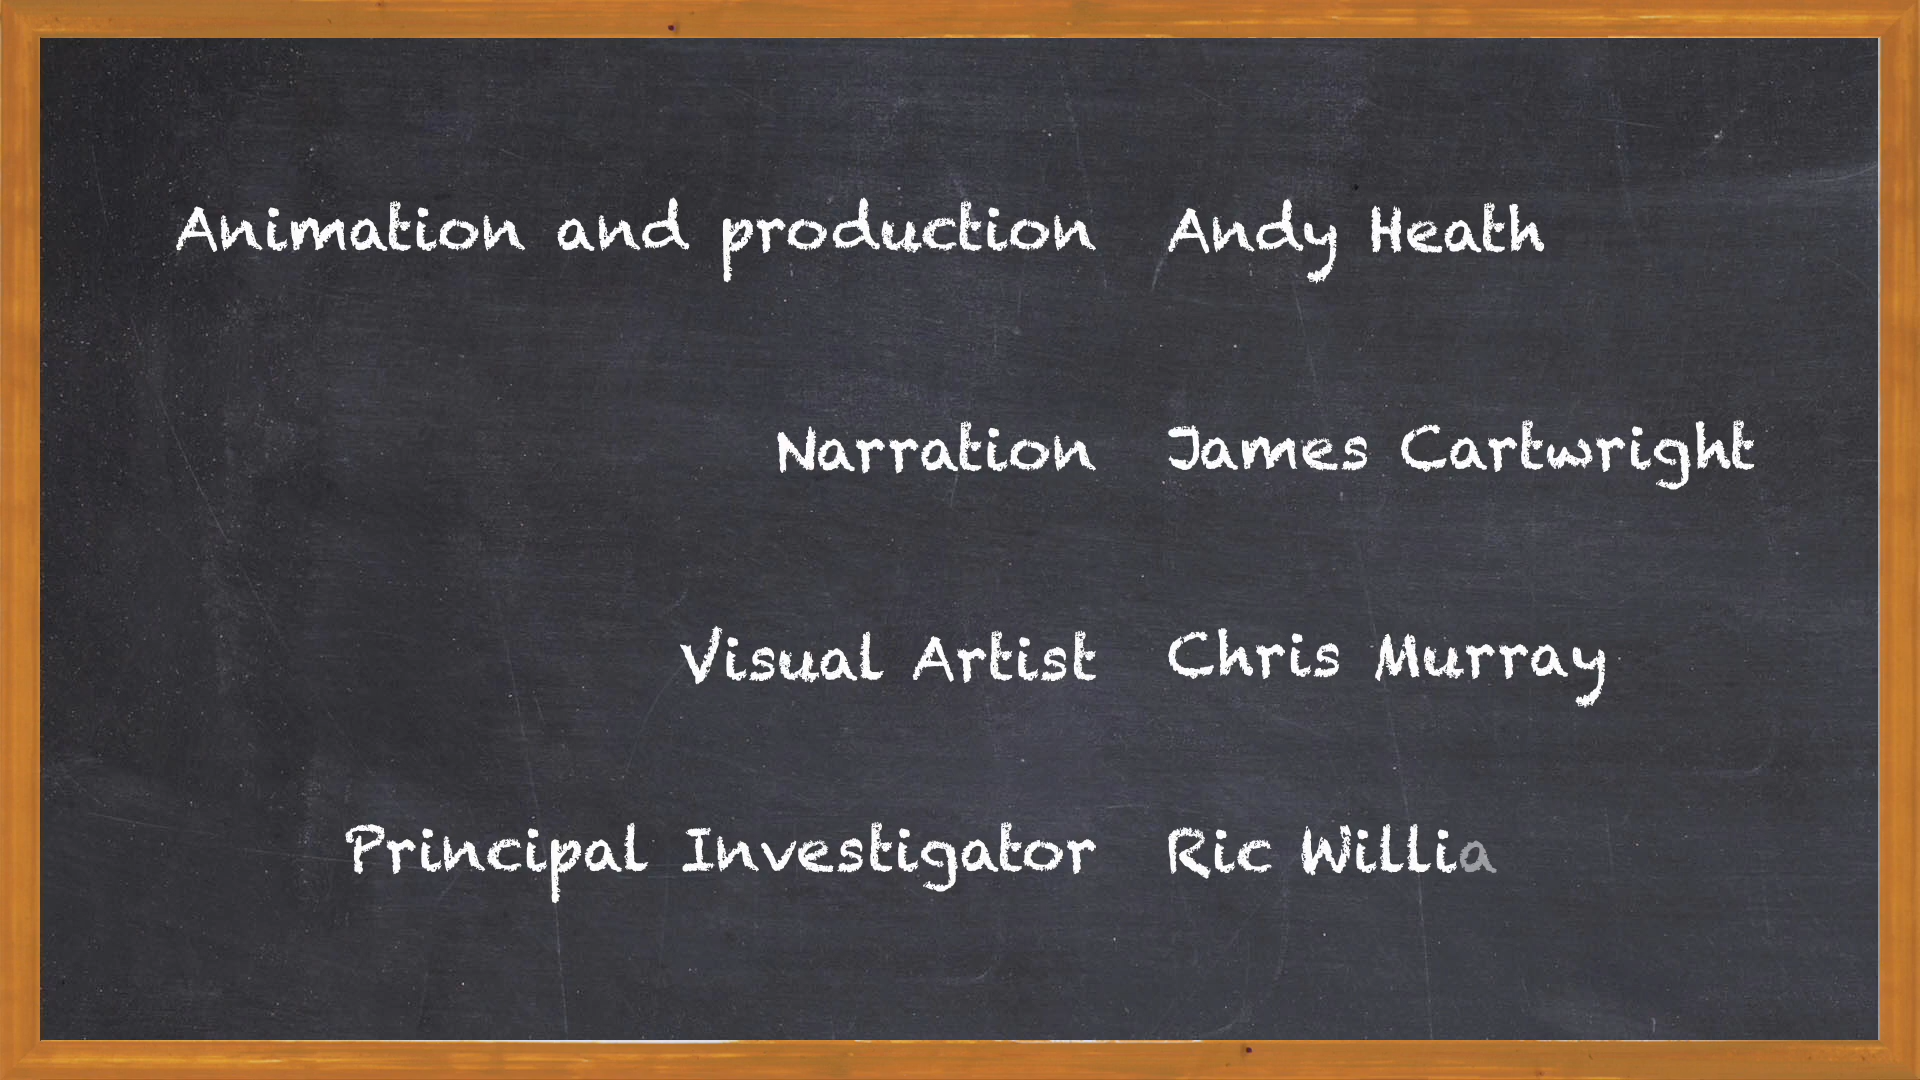 Animation and production Andy Heath
Narration James Cartwright
Visual Artist Chris Murray
Principal Investigator Ric Willia